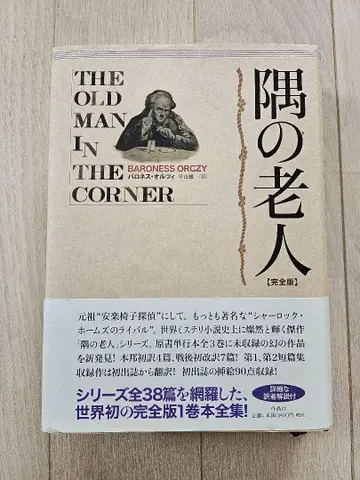 THE
OLD
MAN
IN
THE
CORNER
BARONESS ORCZY
バロネス・オルツィ
隅の老人
【完全版】
元祖“安楽椅子探偵”にして、もっとも著名な“シャーロック・
ホームズのライバル”。世界ミステリ小説史上に燦然と輝く傑作
「隅の老人」シリーズ。原書単行本全3巻に未収録の幻の作品
を新発見! 本邦初訳4篇、戦後初改訳7篇! 第1、第2短篇集
収録作は初出誌から翻訳! 初出誌の挿絵90点収録!
シリーズ全38篇を網羅した、
世界初の完全版1巻本全集!
詳細な
訳者解説付
作品社